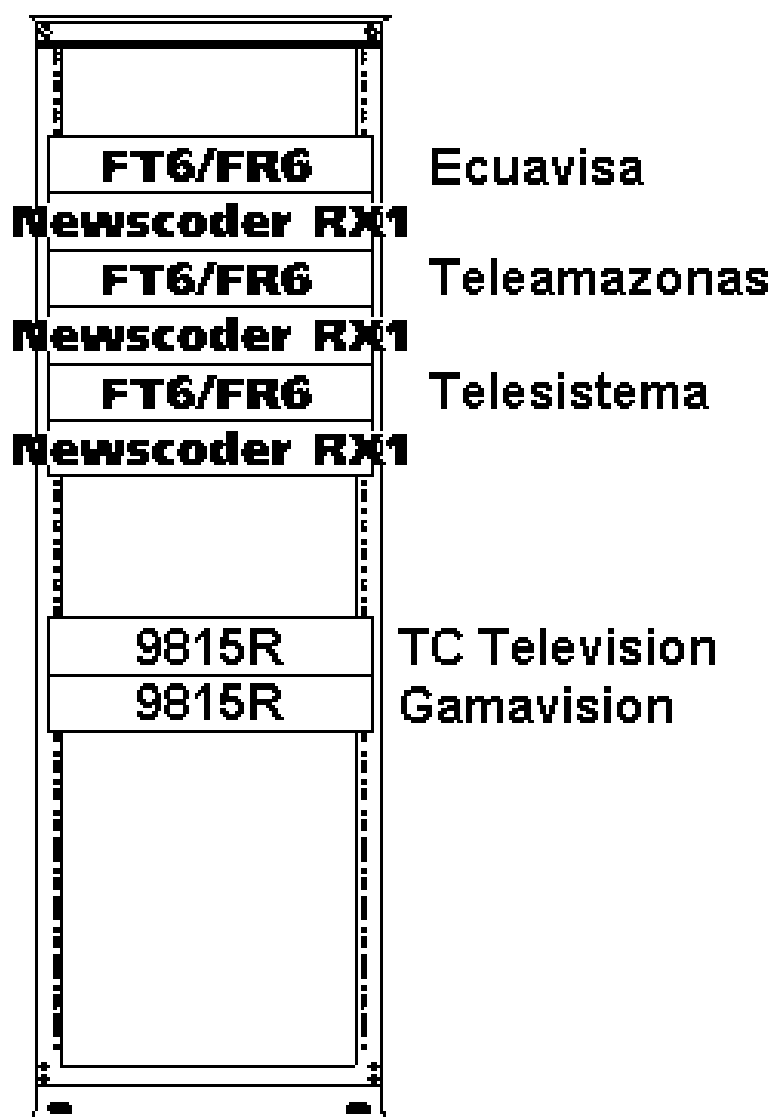 FT6/FR6 Ecuavisa
Newscoder RX1
FT6/FR6 Teleamazonas
Newscoder RX1
FT6/FR6 Telesistema
Newscoder RX1
9815R TC Television
9815R Gamavision